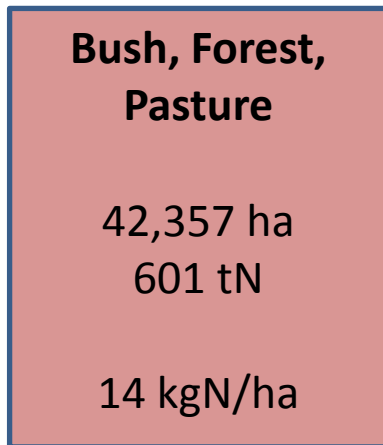 Bush, Forest,
Pasture
42,357 ha
601 tN
14 kgN/ha